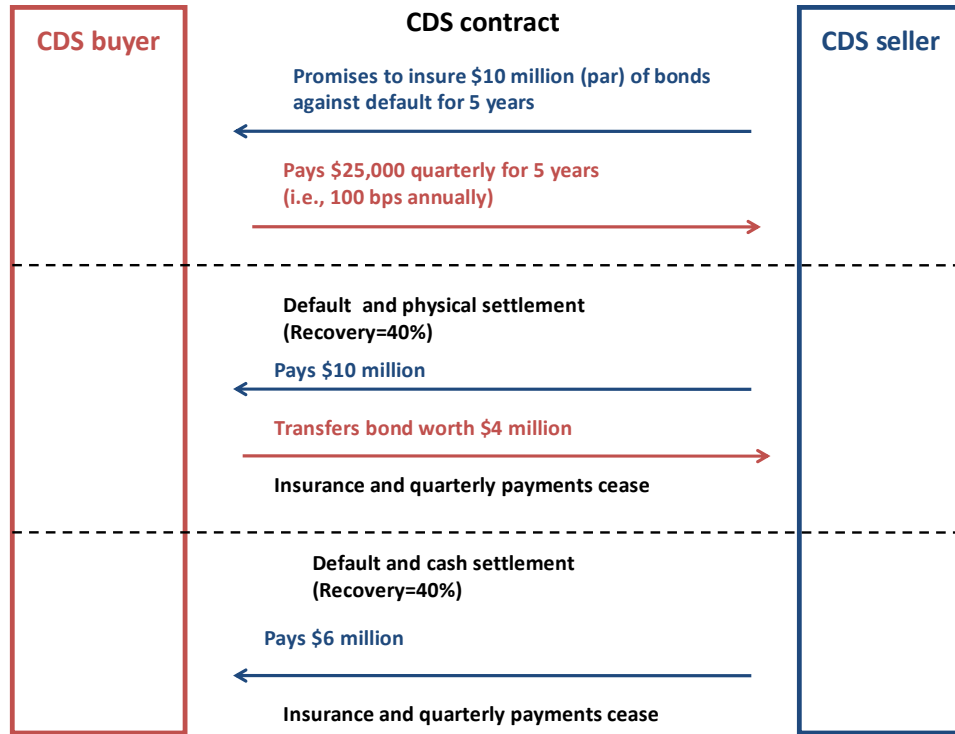 CDS contract
CDS buyer
CDS seller
Promises to insure $10 million (par) of bonds
against default for 5 years
Pays $25,000 quarterly for 5 years
(i.e., 100 bps annually)
Default and physical settlement
(Recovery=40%)
Pays $10 million
Transfers bond worth $4 million
Insurance and quarterly payments cease
Default and cash settlement
(Recovery=40%)
Pays $6 million
Insurance and quarterly payments cease